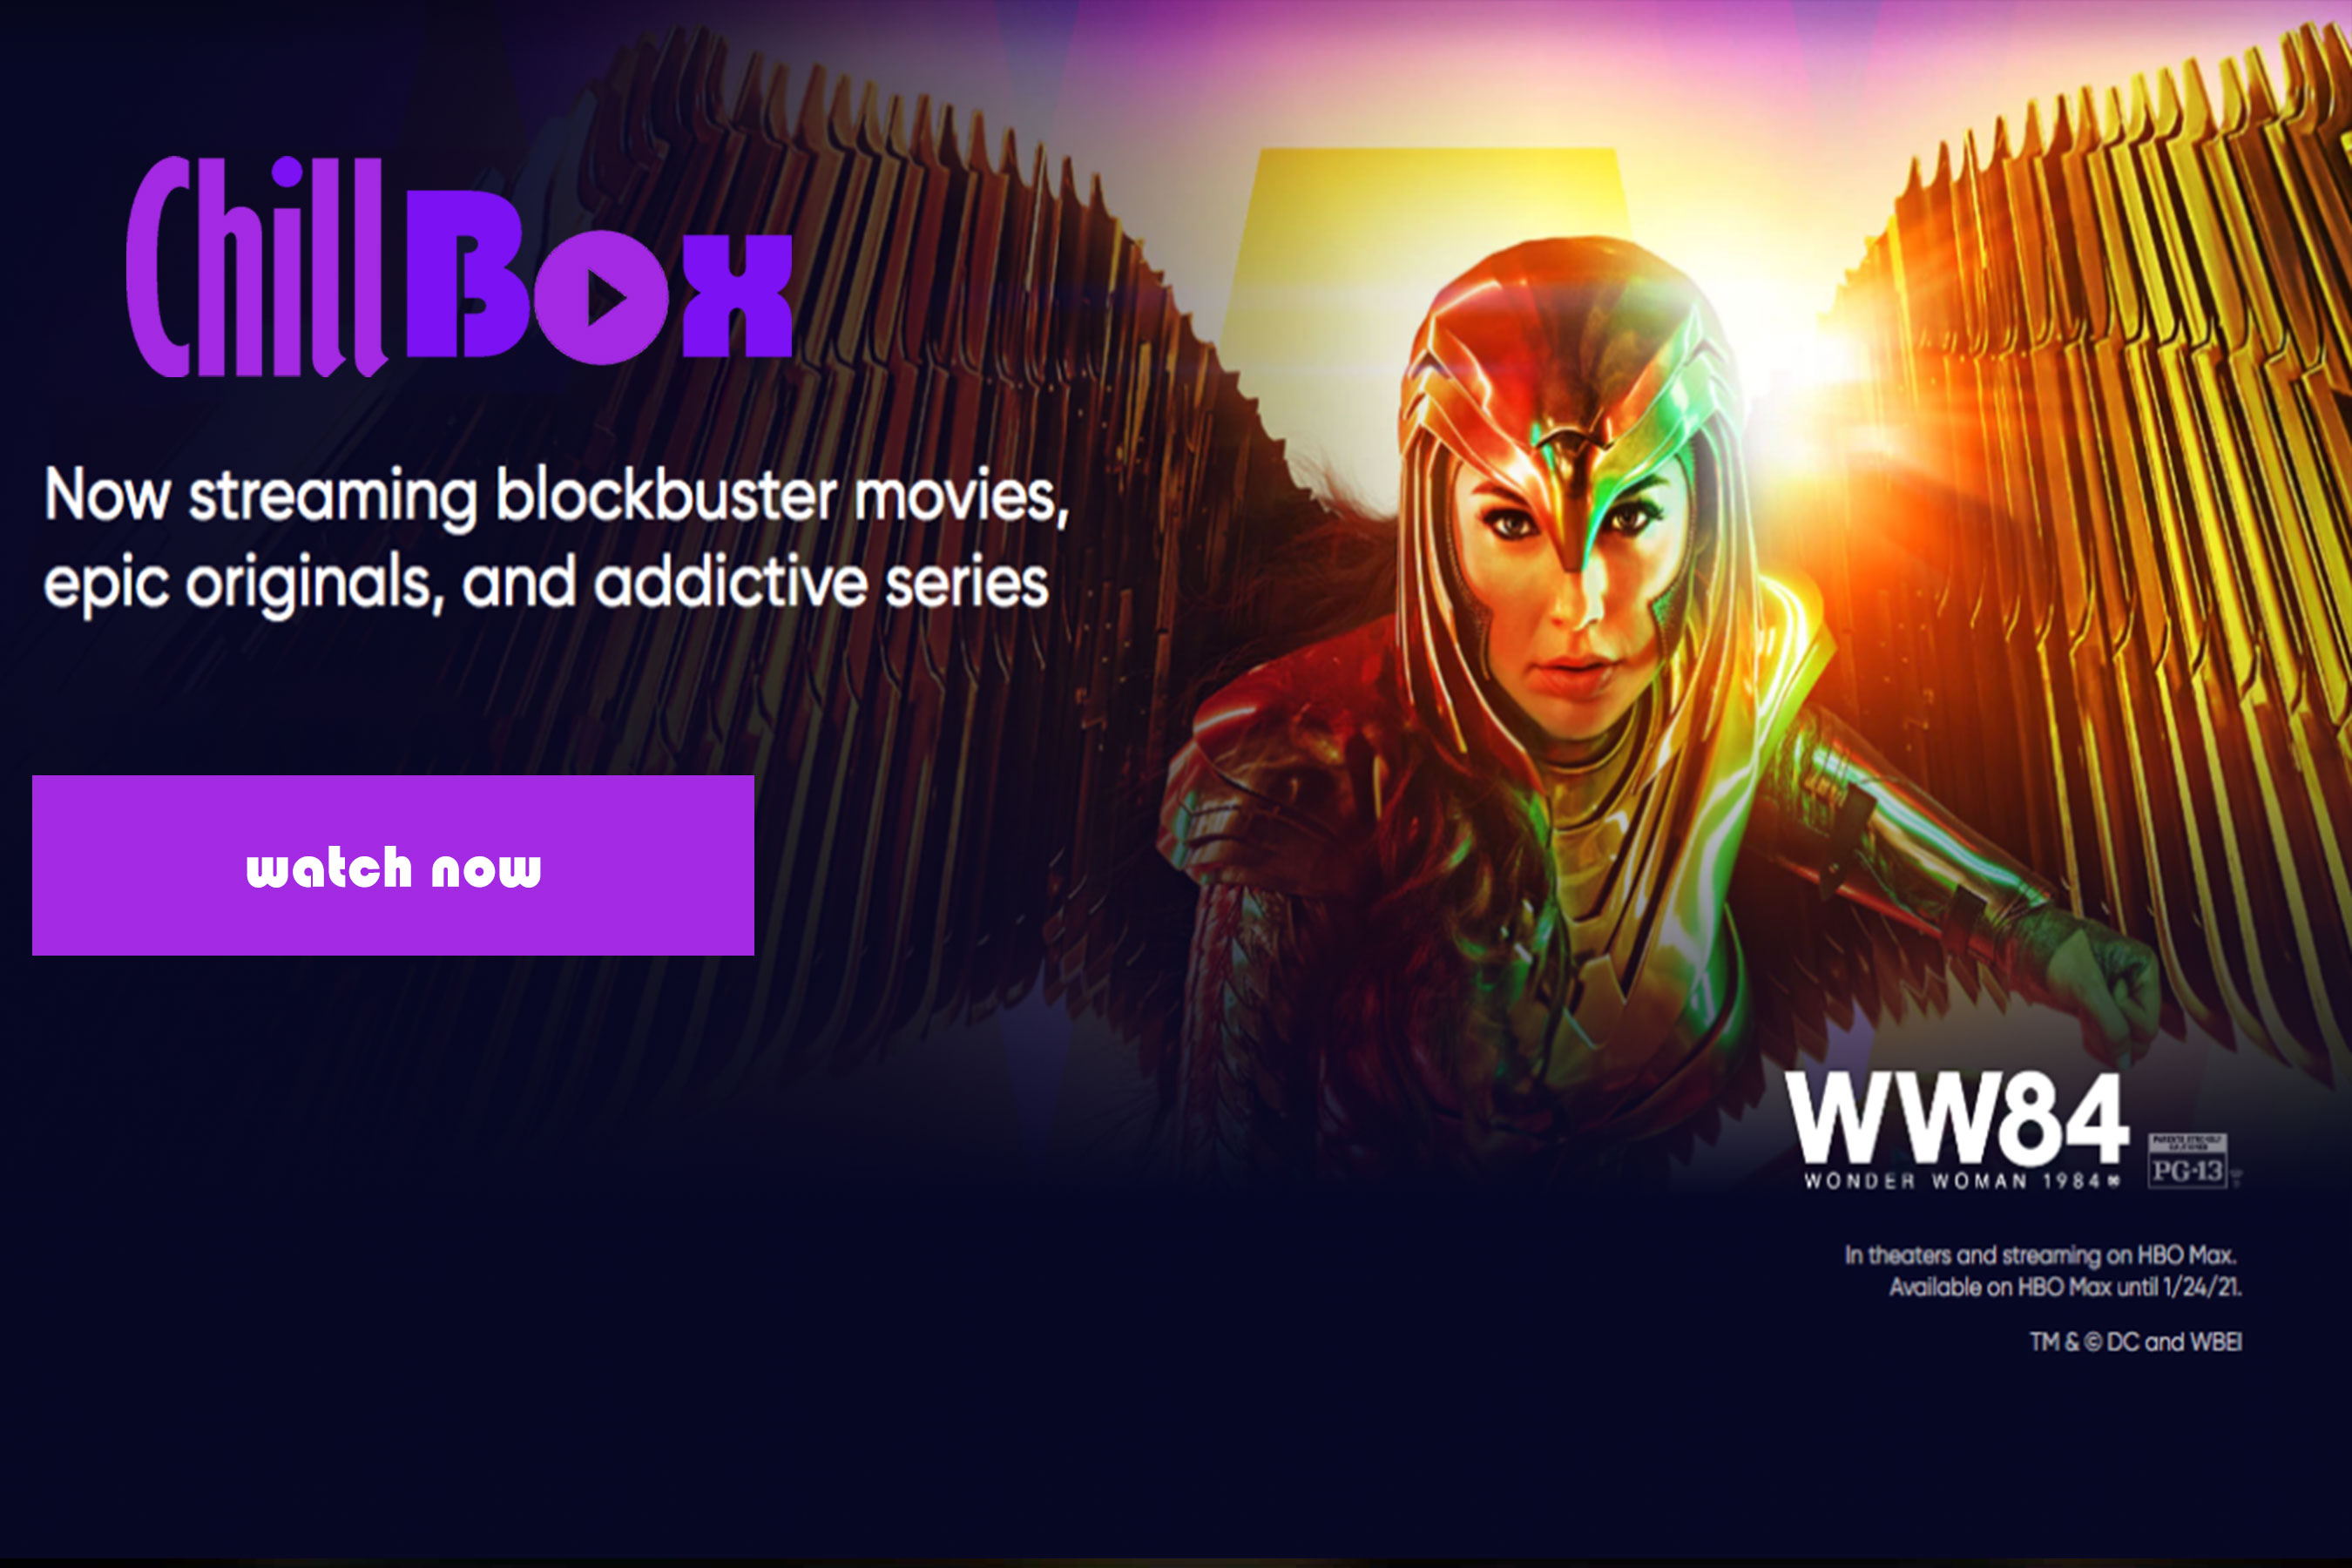 ChillBox
Now streaming blockbuster movies,
epic originals, and addictive series
watch now
WW84
WONDER WOMAN 1984
PG-13
In theaters and streaming on HBO Max.
Available on HBO Max until 1/24/21.
TM & © DC and WBEI